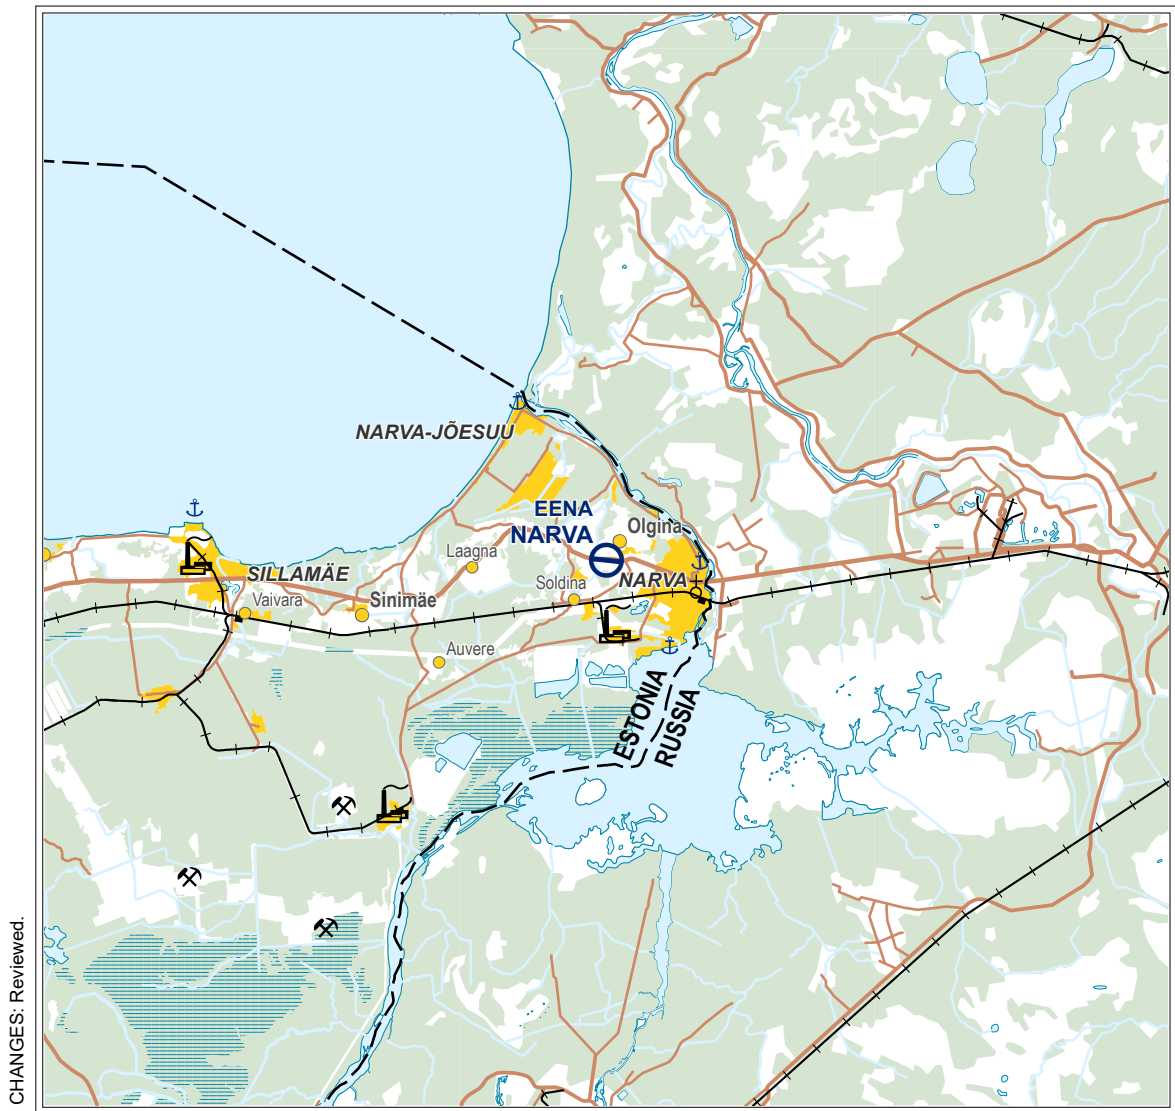 NARVA-JÕESUU
EENA
NARVA
Olgina
Laagna
SILLAMÄE
Soldina
NARVA
Vaivara
Sinimäe
Auvere
ESTONIA
RUSSIA
CHANGES: Reviewed.